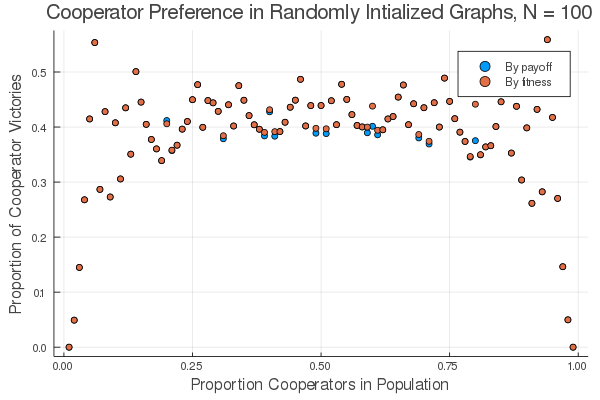 Cooperator Preference in Randomly Intialized Graphs, N = 100
By payoff
By fitness
Proportion of Cooperator Victories
0.5
0.4
0.3
0.2
0.1
0.0
0.00 0.25 0.50 0.75 1.00
Proportion Cooperators in Population